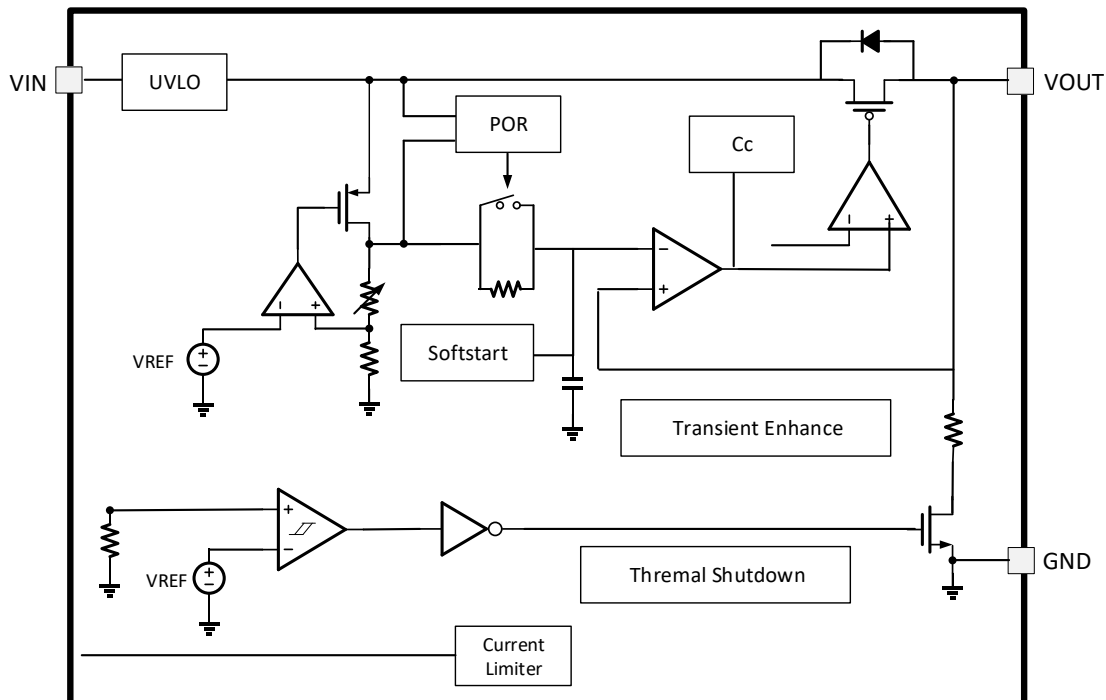 VIN
UVLO
VOUT
POR
Cc
VREF
Softstart
Transient Enhance
VREF
Thremal Shutdown
GND
Current
Limiter